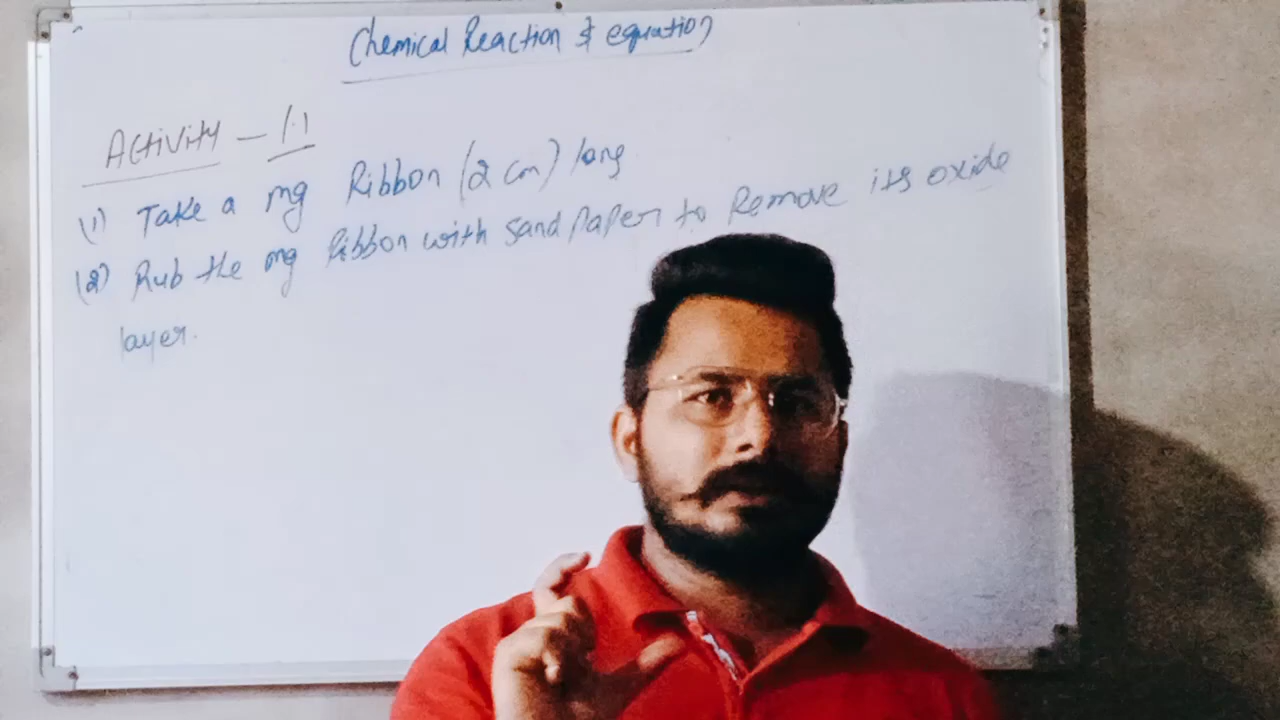 Chemical Reaction & equation
Activity - 1.1
(1) Take a mg Ribbon (2 cm) long
(2) Rub the mg Ribbon with sand paper to Remove its oxide
layer.